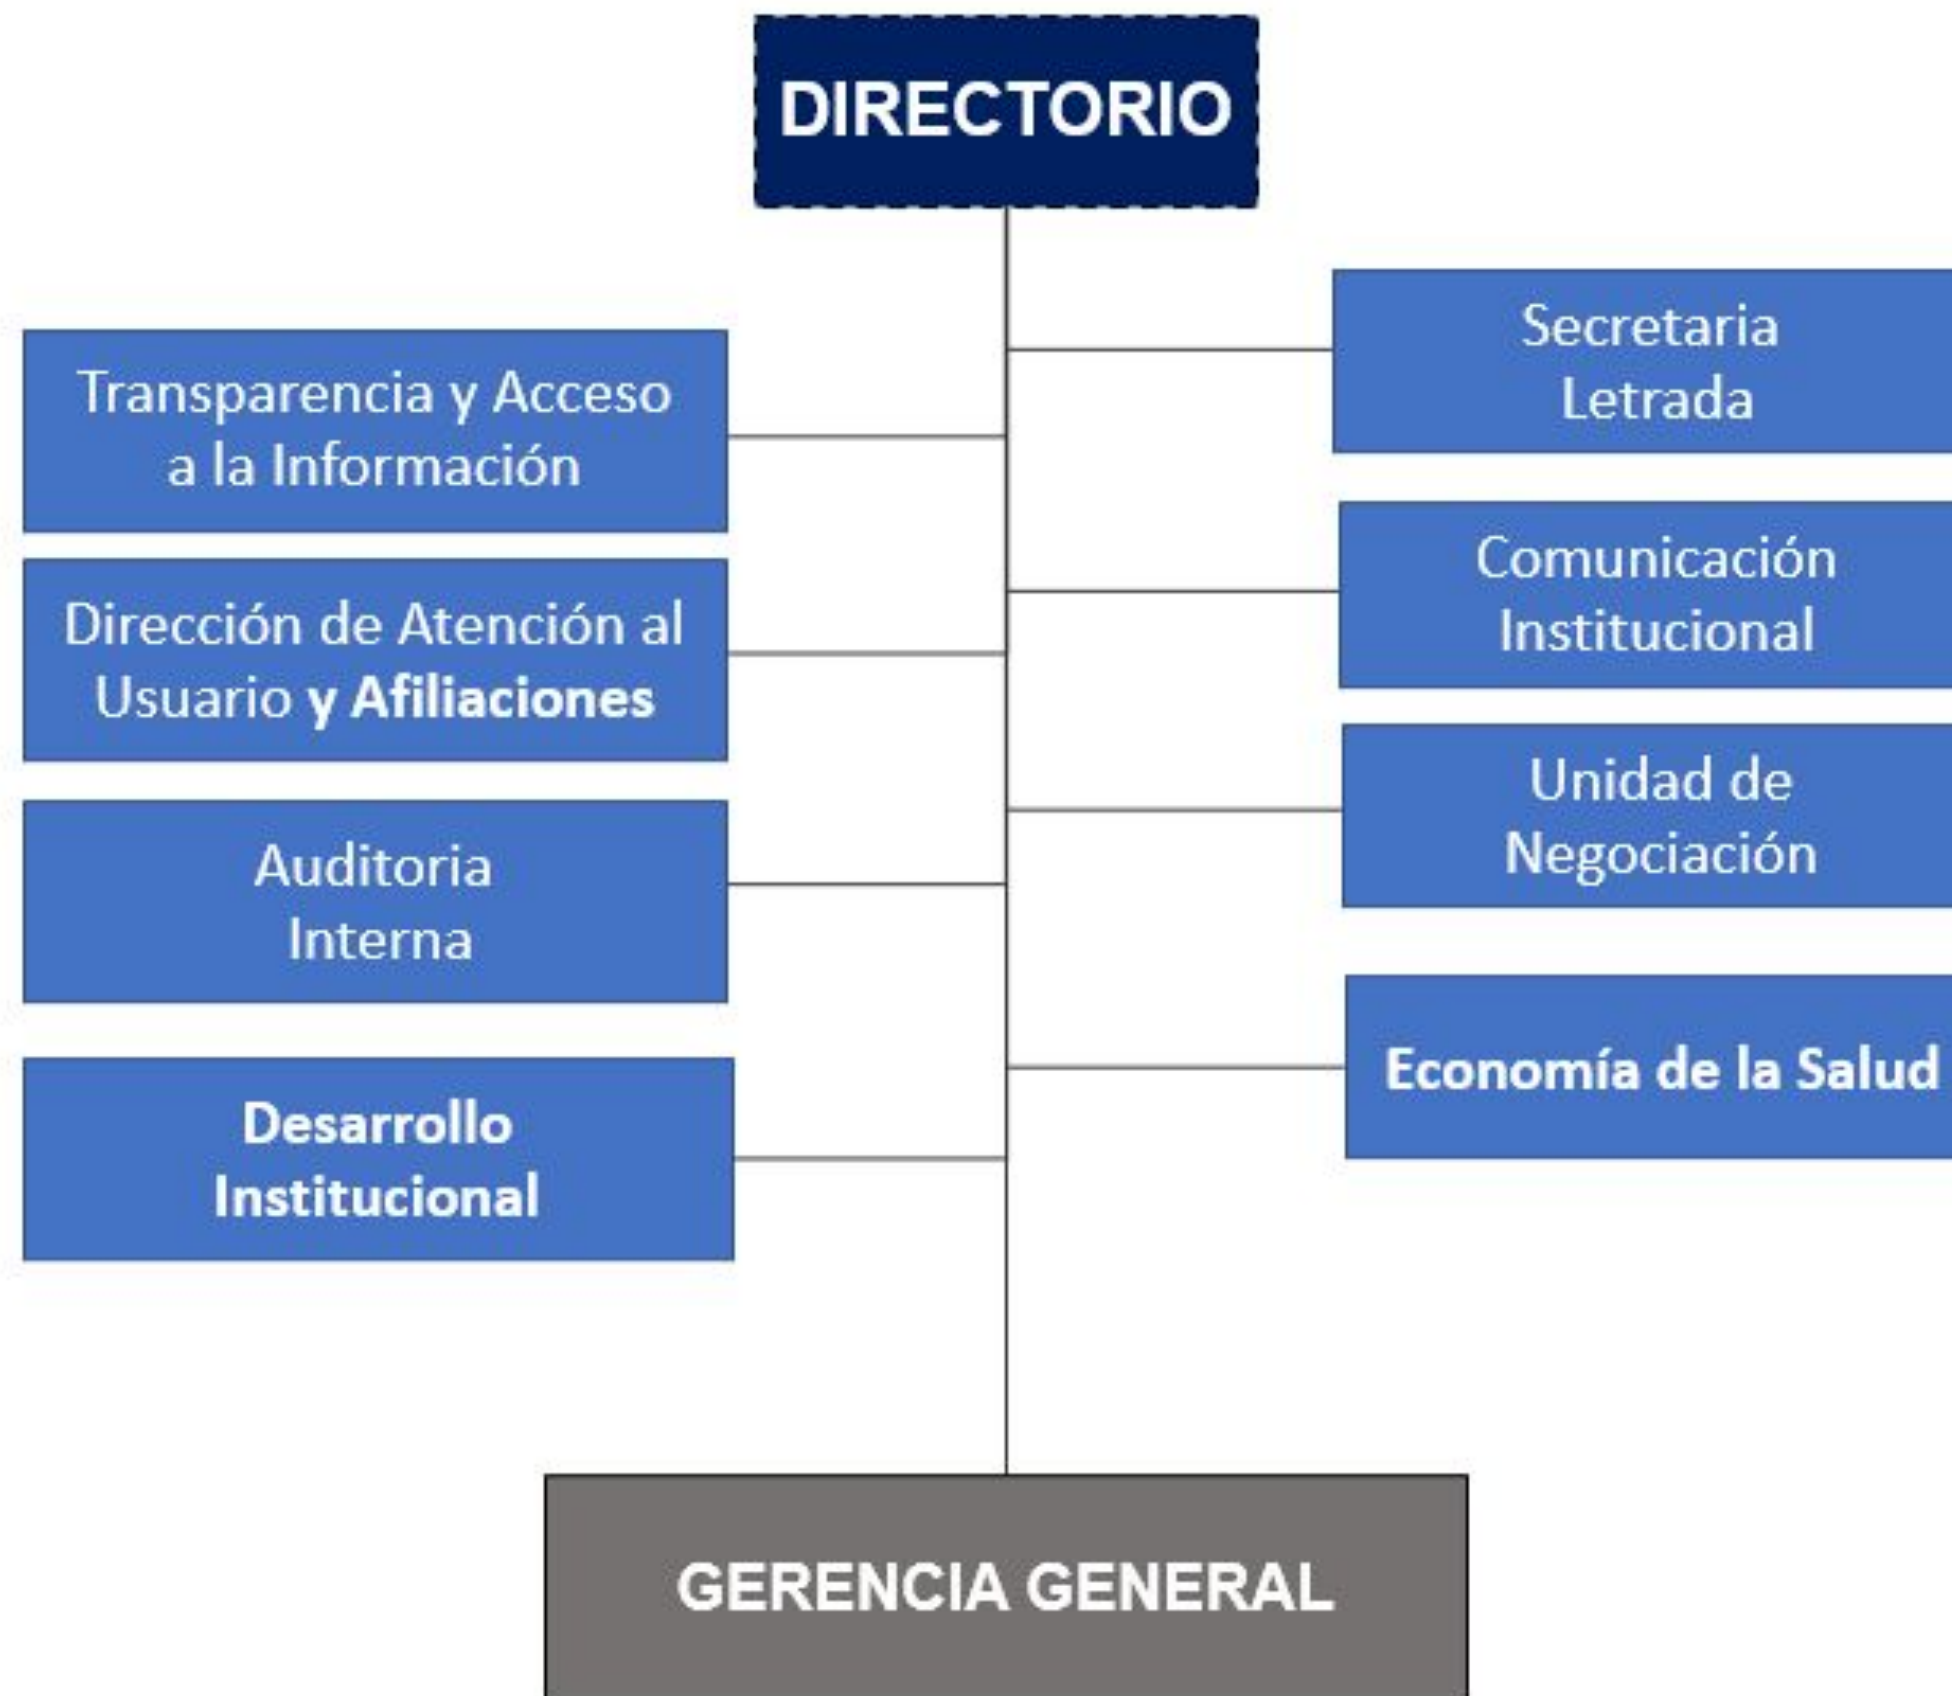 DIRECTORIO
Transparencia y Acceso
a la Información
Dirección de Atención al
Usuario y Afiliaciones
Auditoria
Interna
Desarrollo
Institucional
Secretaria
Letrada
Comunicación
Institucional
Unidad de
Negociación
Economía de la Salud
GERENCIA GENERAL